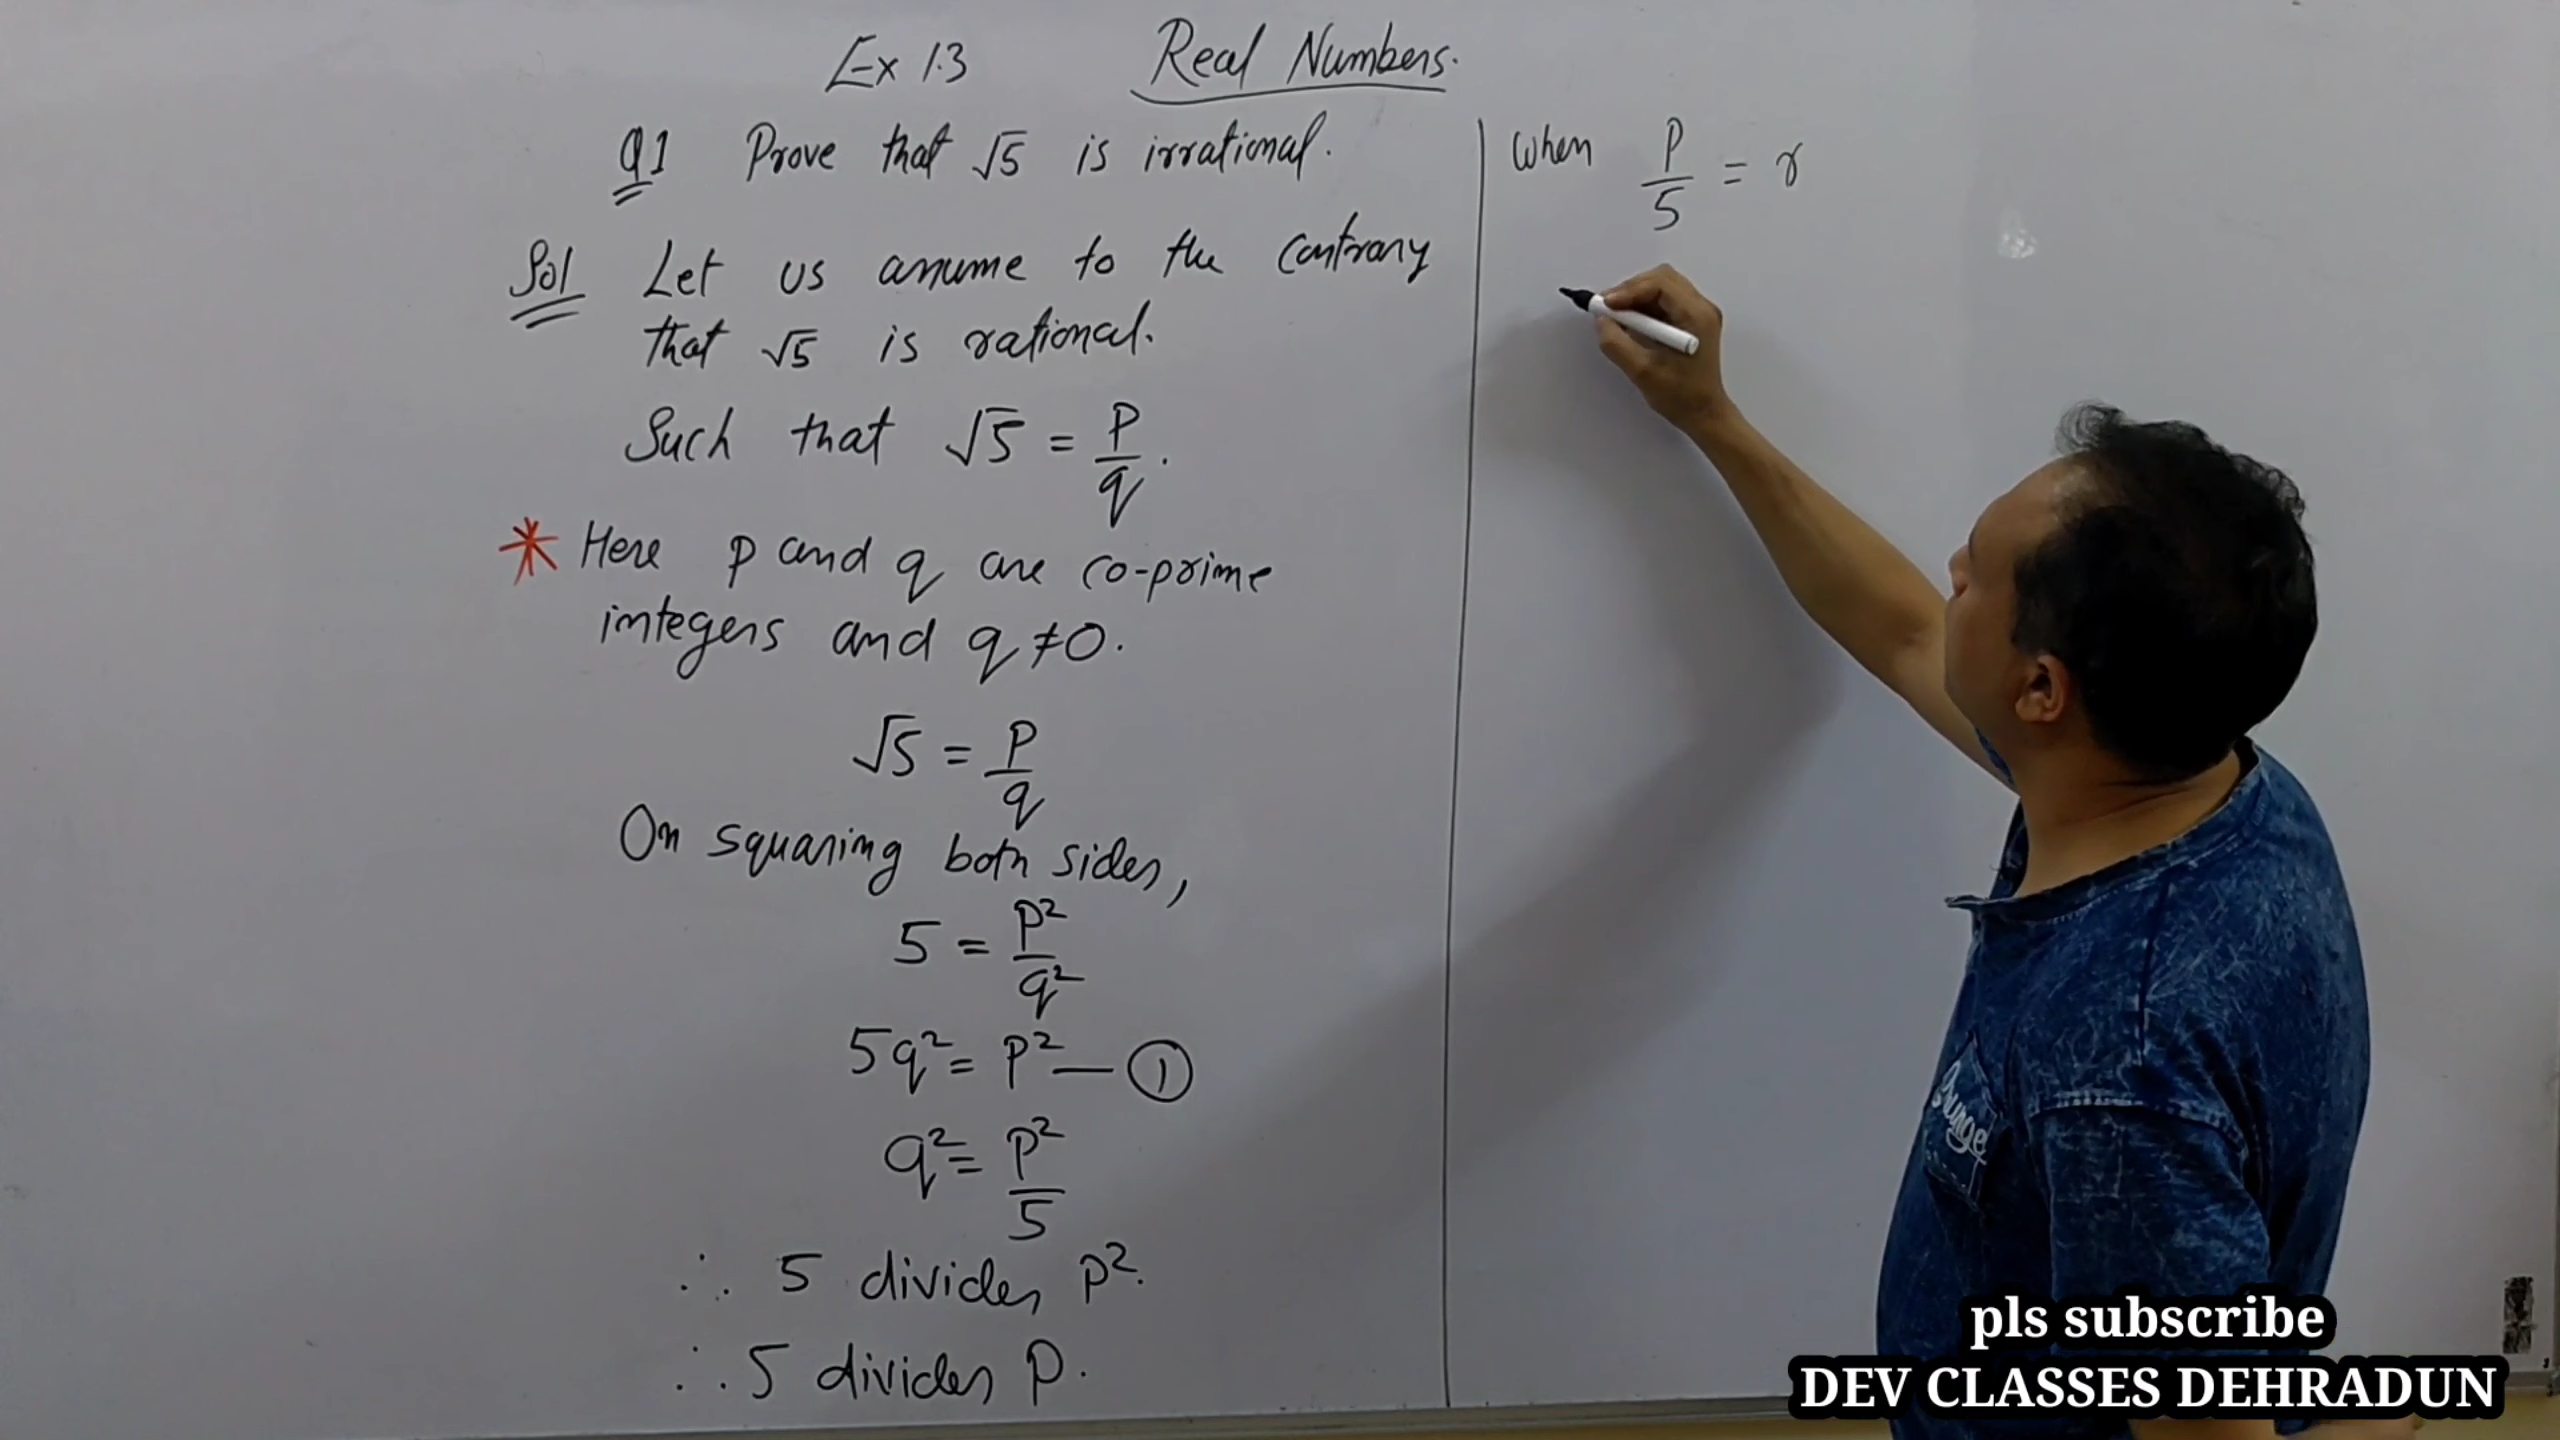 Ex 1.3 Real Numbers.
Q1 Prove that √5 is irrational.
Sol Let us assume to the contrary
that √5 is rational.
Such that √5 = p/q.
* Here p and q are co-prime
integers and q ≠ 0.
√5 = p/q
On squaring both sides,
5 = p²/q²
5q² = p² — ①
q² = p²/5
∴ 5 divides p².
∴ 5 divides p.
When p/5 = r
pls subscribe
DEV CLASSES DEHRADUN